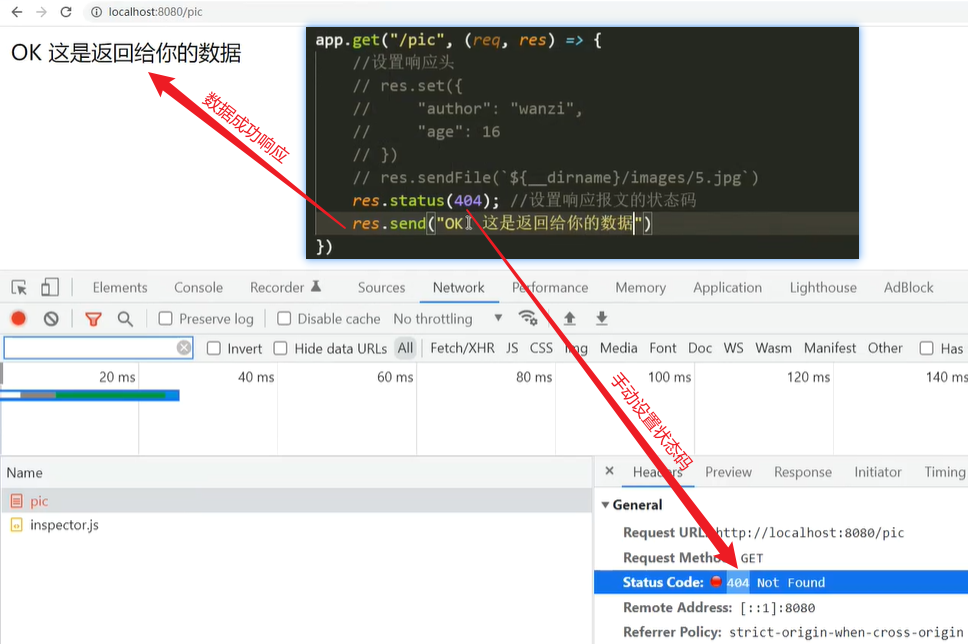 localhost:8080/pic
OK 这是返回给你的数据
数据成功响应
app.get("/pic", (req, res) => {
//设置响应头
// res.set({
// "author": "wanzi",
// "age": 16
// })
// res.sendFile(`${__dirname}/images/5.jpg`)
res.status(404); //设置响应报文的状态码
res.send("OK 这是返回给你的数据")
})
Elements Console Recorder Sources Network Performance Memory Application Lighthouse AdBlock
Preserve log Disable cache No throttling
Invert Hide data URLs All Fetch/XHR JS CSS Img Media Font Doc WS Wasm Manifest Other Has
20 ms 40 ms 60 ms 80 ms 100 ms 120 ms 140 ms
手动设置状态码
Name
Headers Preview Response Initiator Timing
pic
inspector.js
General
Request URL: http://localhost:8080/pic
Request Method: GET
Status Code: 404 Not Found
Remote Address: [::1]:8080
Referrer Policy: strict-origin-when-cross-origin